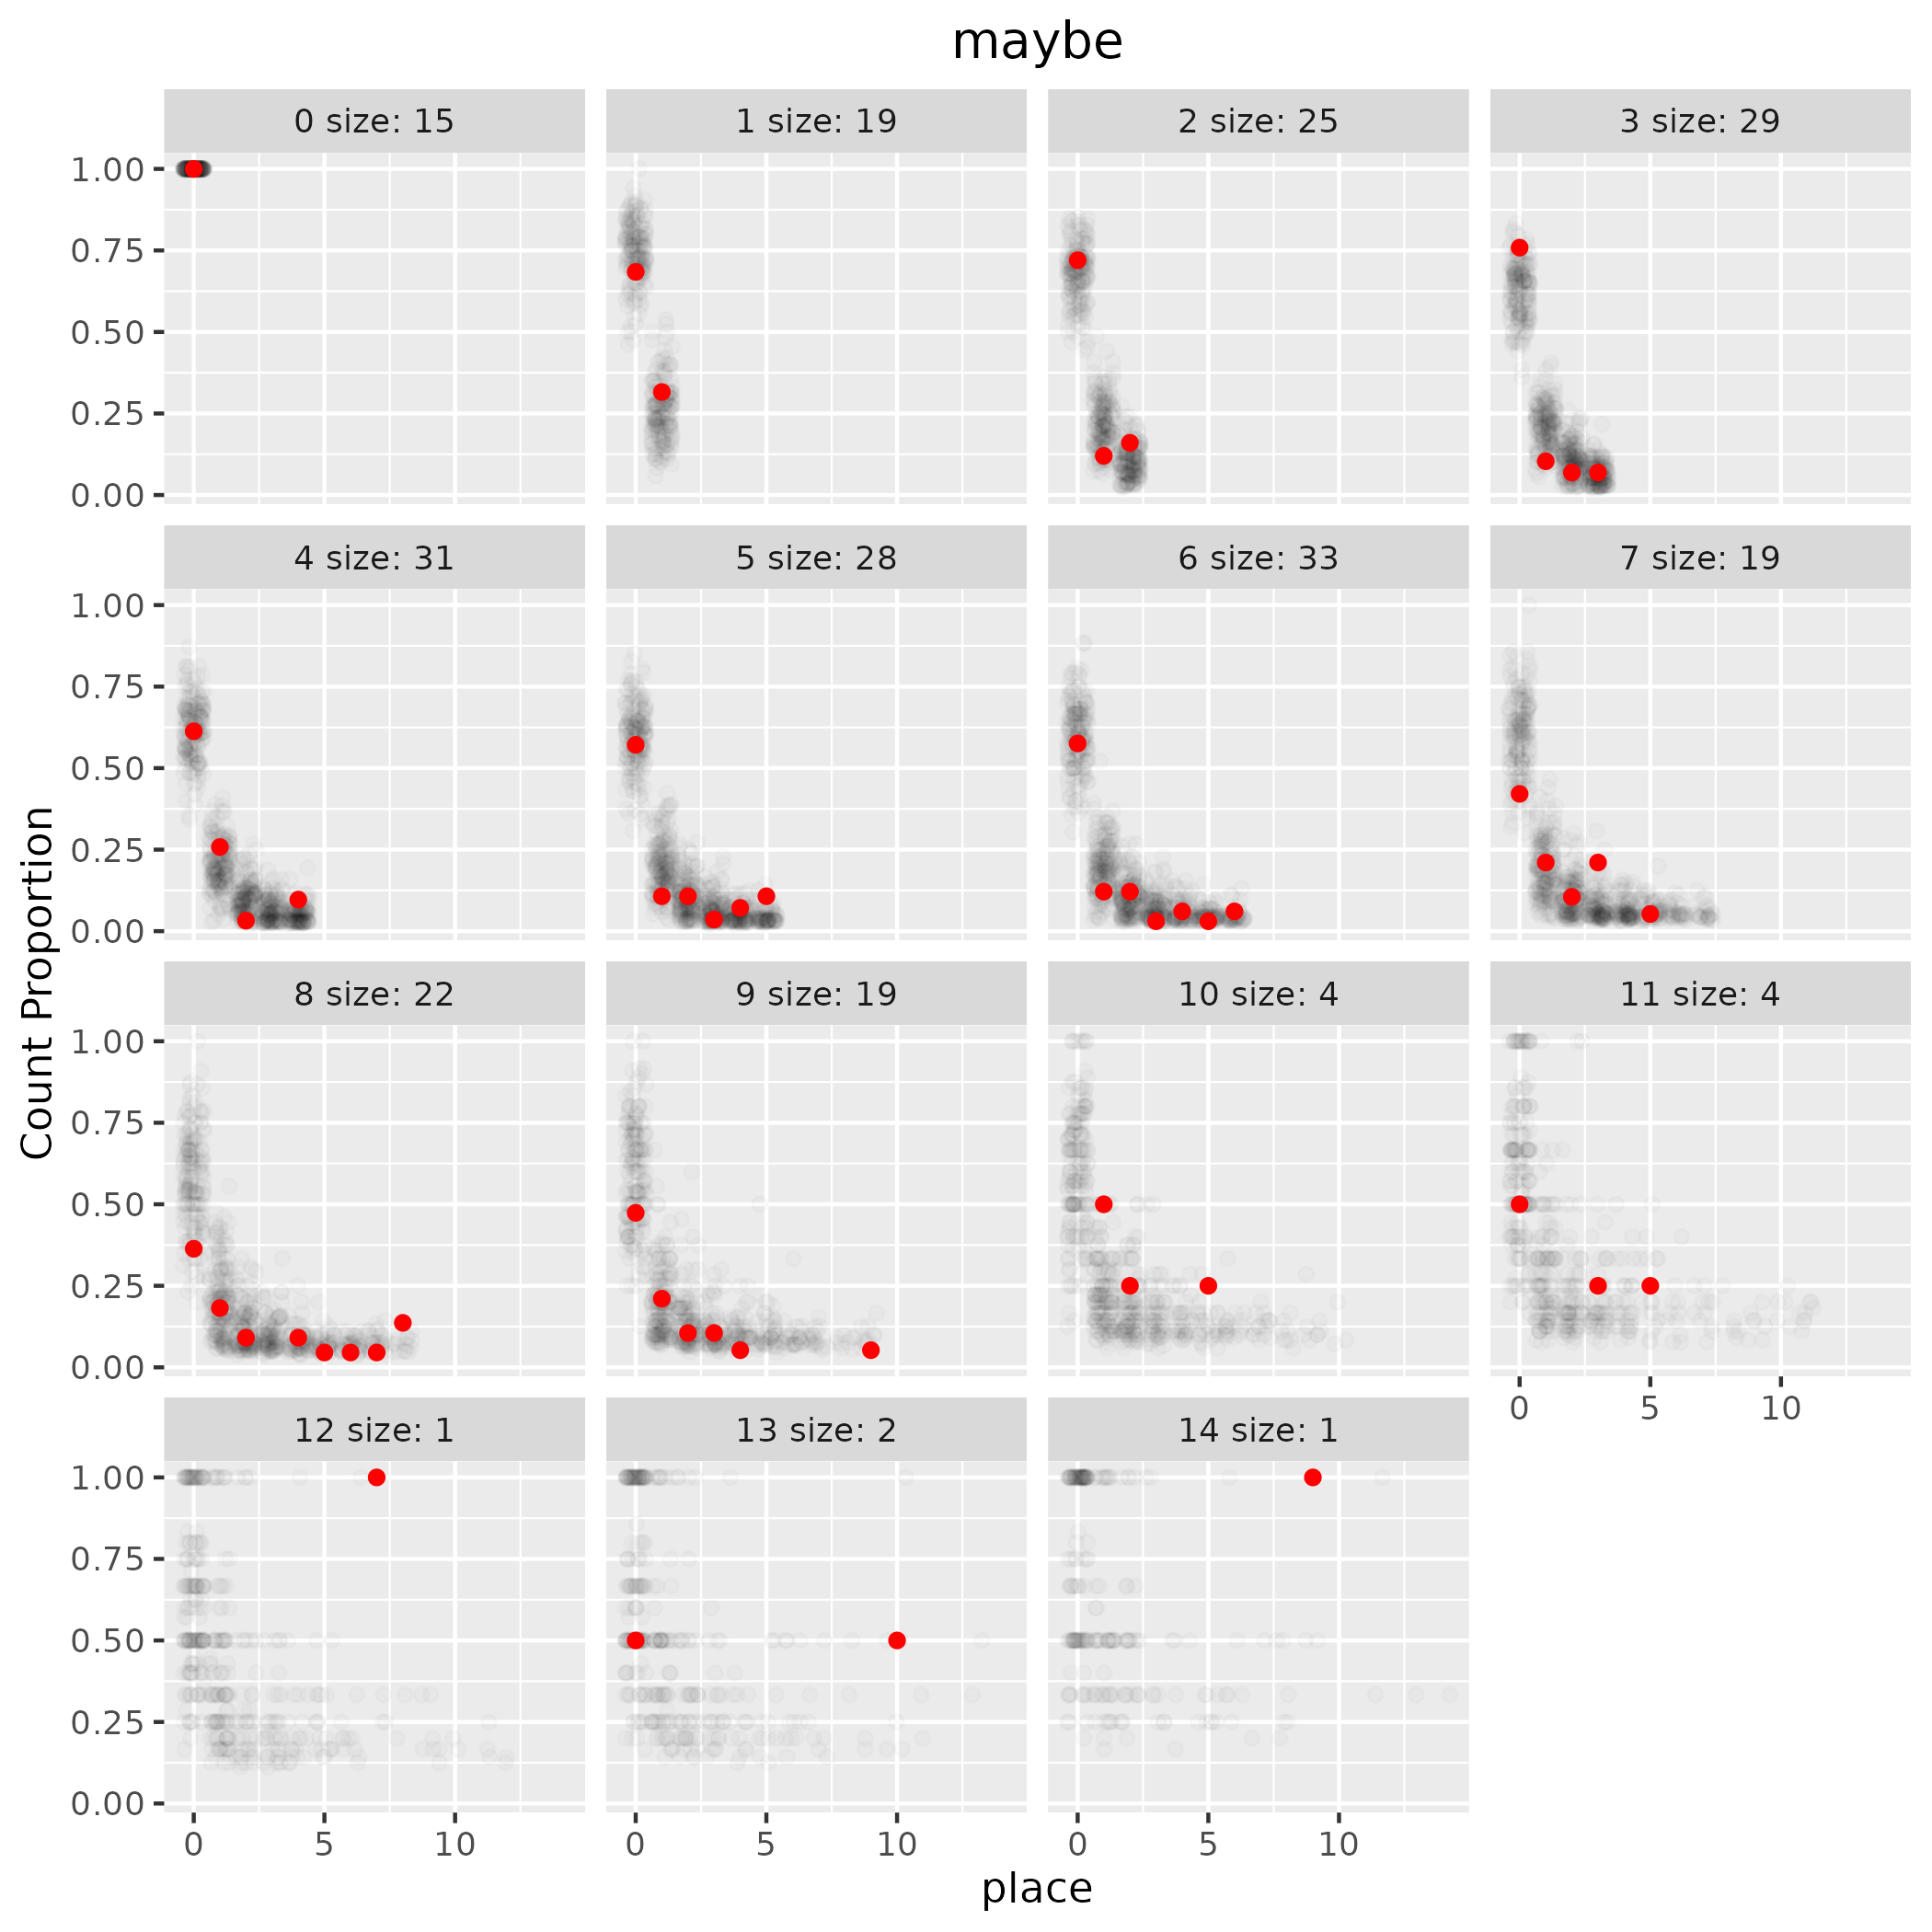 maybe
0 size: 15
1 size: 19
2 size: 25
3 size: 29
1.00
0.75
0.50
0.25
0.00
4 size: 31
5 size: 28
6 size: 33
7 size: 19
1.00
0.75
0.50
0.25
0.00
Count Proportion
8 size: 22
9 size: 19
10 size: 4
11 size: 4
1.00
0.75
0.50
0.25
0.00
0 5 10
12 size: 1
13 size: 2
14 size: 1
1.00
0.75
0.50
0.25
0.00
0 5 10
0 5 10
0 5 10
place